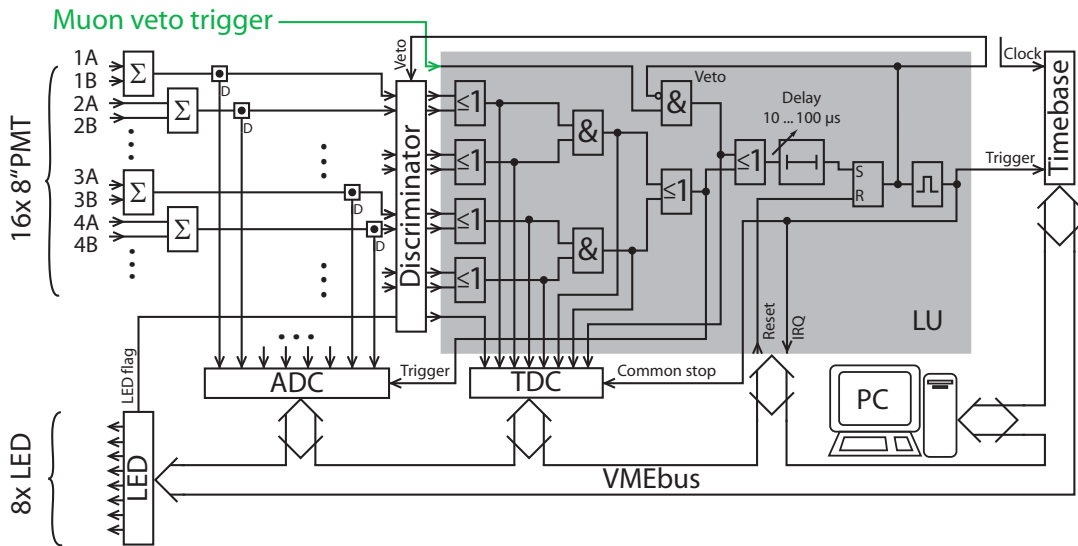 Muon veto trigger
16x 8“PMT
1A
1B
2A
2B
3A
3B
4A
4B
Σ
Σ
Σ
Σ
D
D
D
D
Veto
Discriminator
≤1
≤1
≤1
≤1
&
&
&
Veto
≤1
≤1
Delay
10 ... 100 µs
S
R
Clock
Trigger
Timebase
LU
Reset
IRQ
LED flag
ADC
Trigger
TDC
Common stop
PC
8x LED
LED
VMEbus